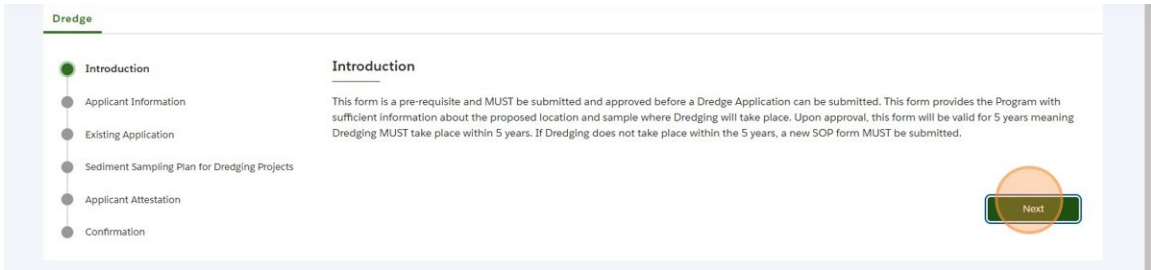 Dredge
Introduction
Applicant Information
Existing Application
Sediment Sampling Plan for Dredging Projects
Applicant Attestation
Confirmation
Introduction
This form is a pre-requisite and MUST be submitted and approved before a Dredge Application can be submitted. This form provides the Program with
sufficient information about the proposed location and sample where Dredging will take place. Upon approval, this form will be valid for 5 years meaning
Dredging MUST take place within 5 years. If Dredging does not take place within the 5 years, a new SOP form MUST be submitted.
Next